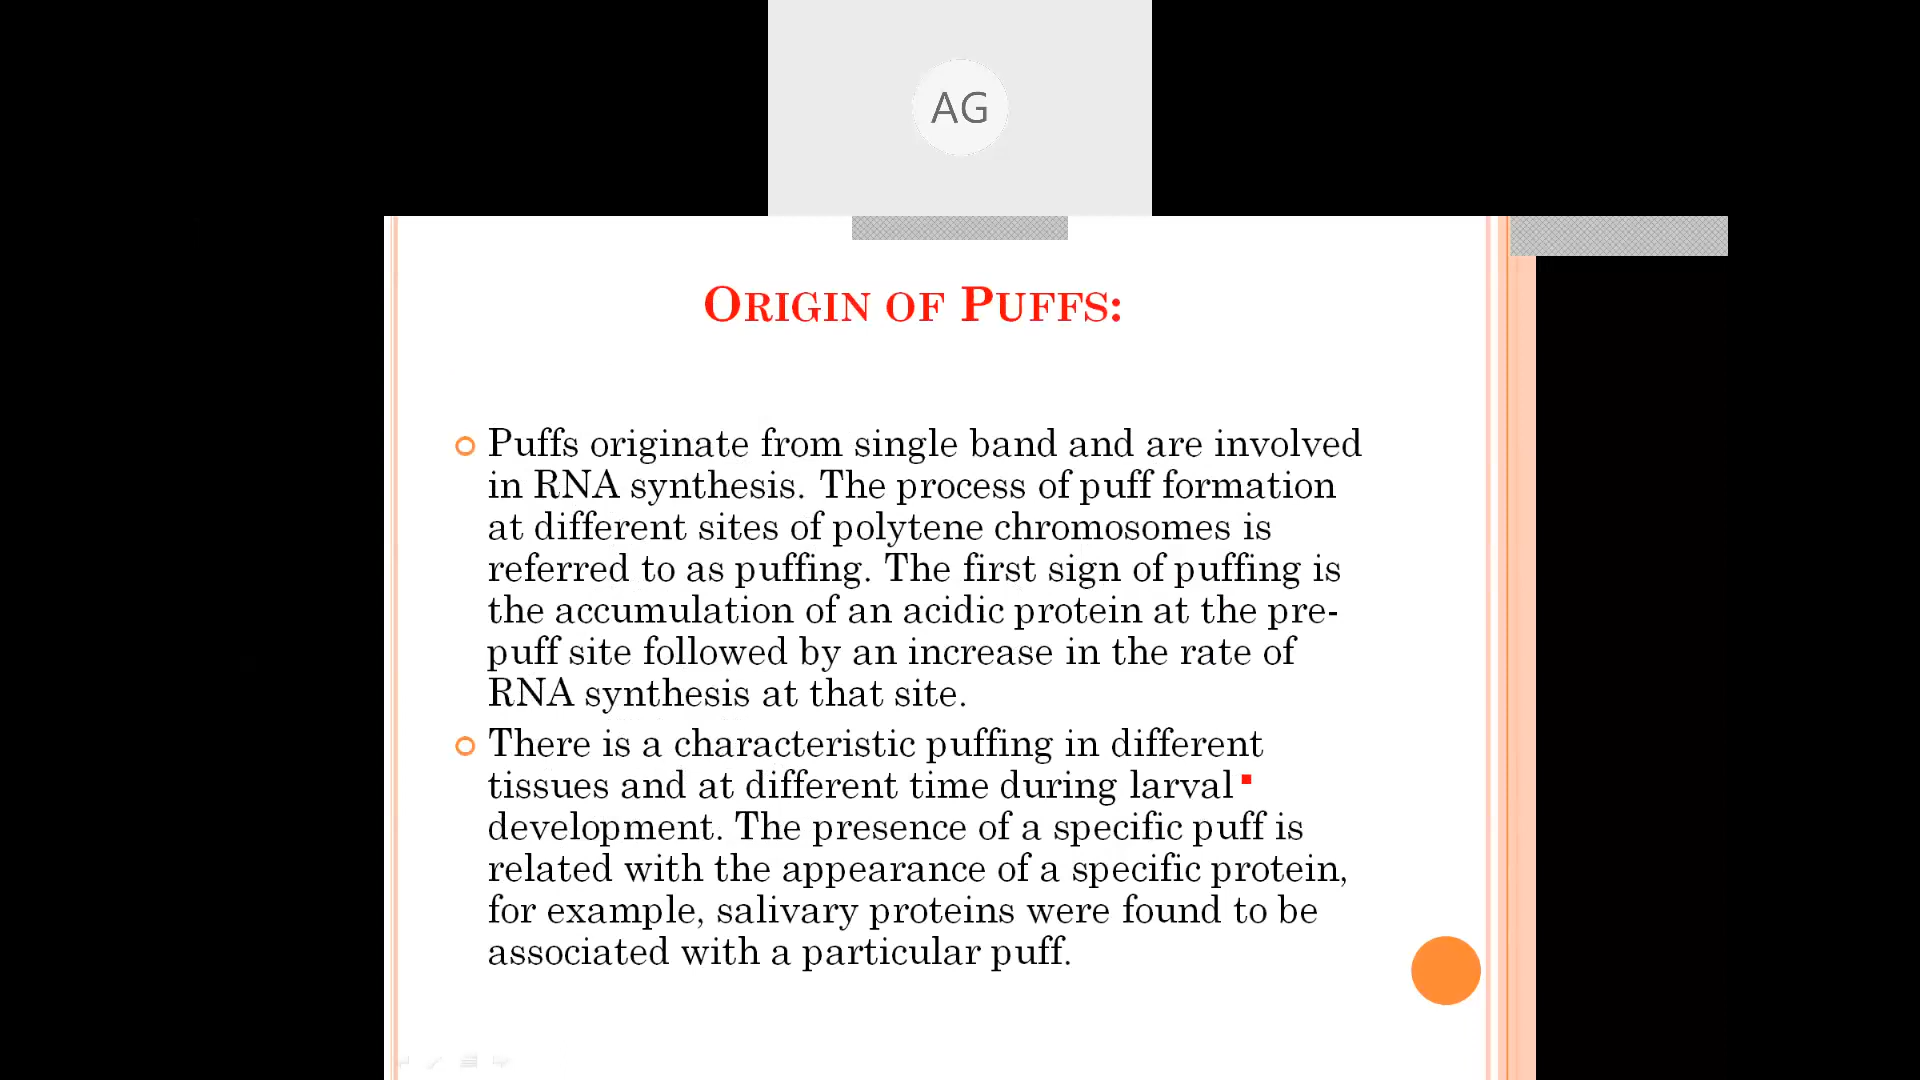 AG
ORIGIN OF PUFFS:
Puffs originate from single band and are involved
in RNA synthesis. The process of puff formation
at different sites of polytene chromosomes is
referred to as puffing. The first sign of puffing is
the accumulation of an acidic protein at the pre-
puff site followed by an increase in the rate of
RNA synthesis at that site.
There is a characteristic puffing in different
tissues and at different time during larval
development. The presence of a specific puff is
related with the appearance of a specific protein,
for example, salivary proteins were found to be
associated with a particular puff.